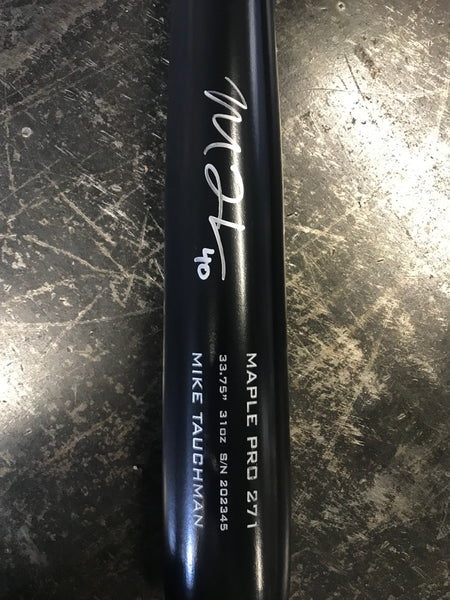 40
MAPLE PRO 271
33.75" 31OZ S/N 202345
MIKE TAUCHMAN